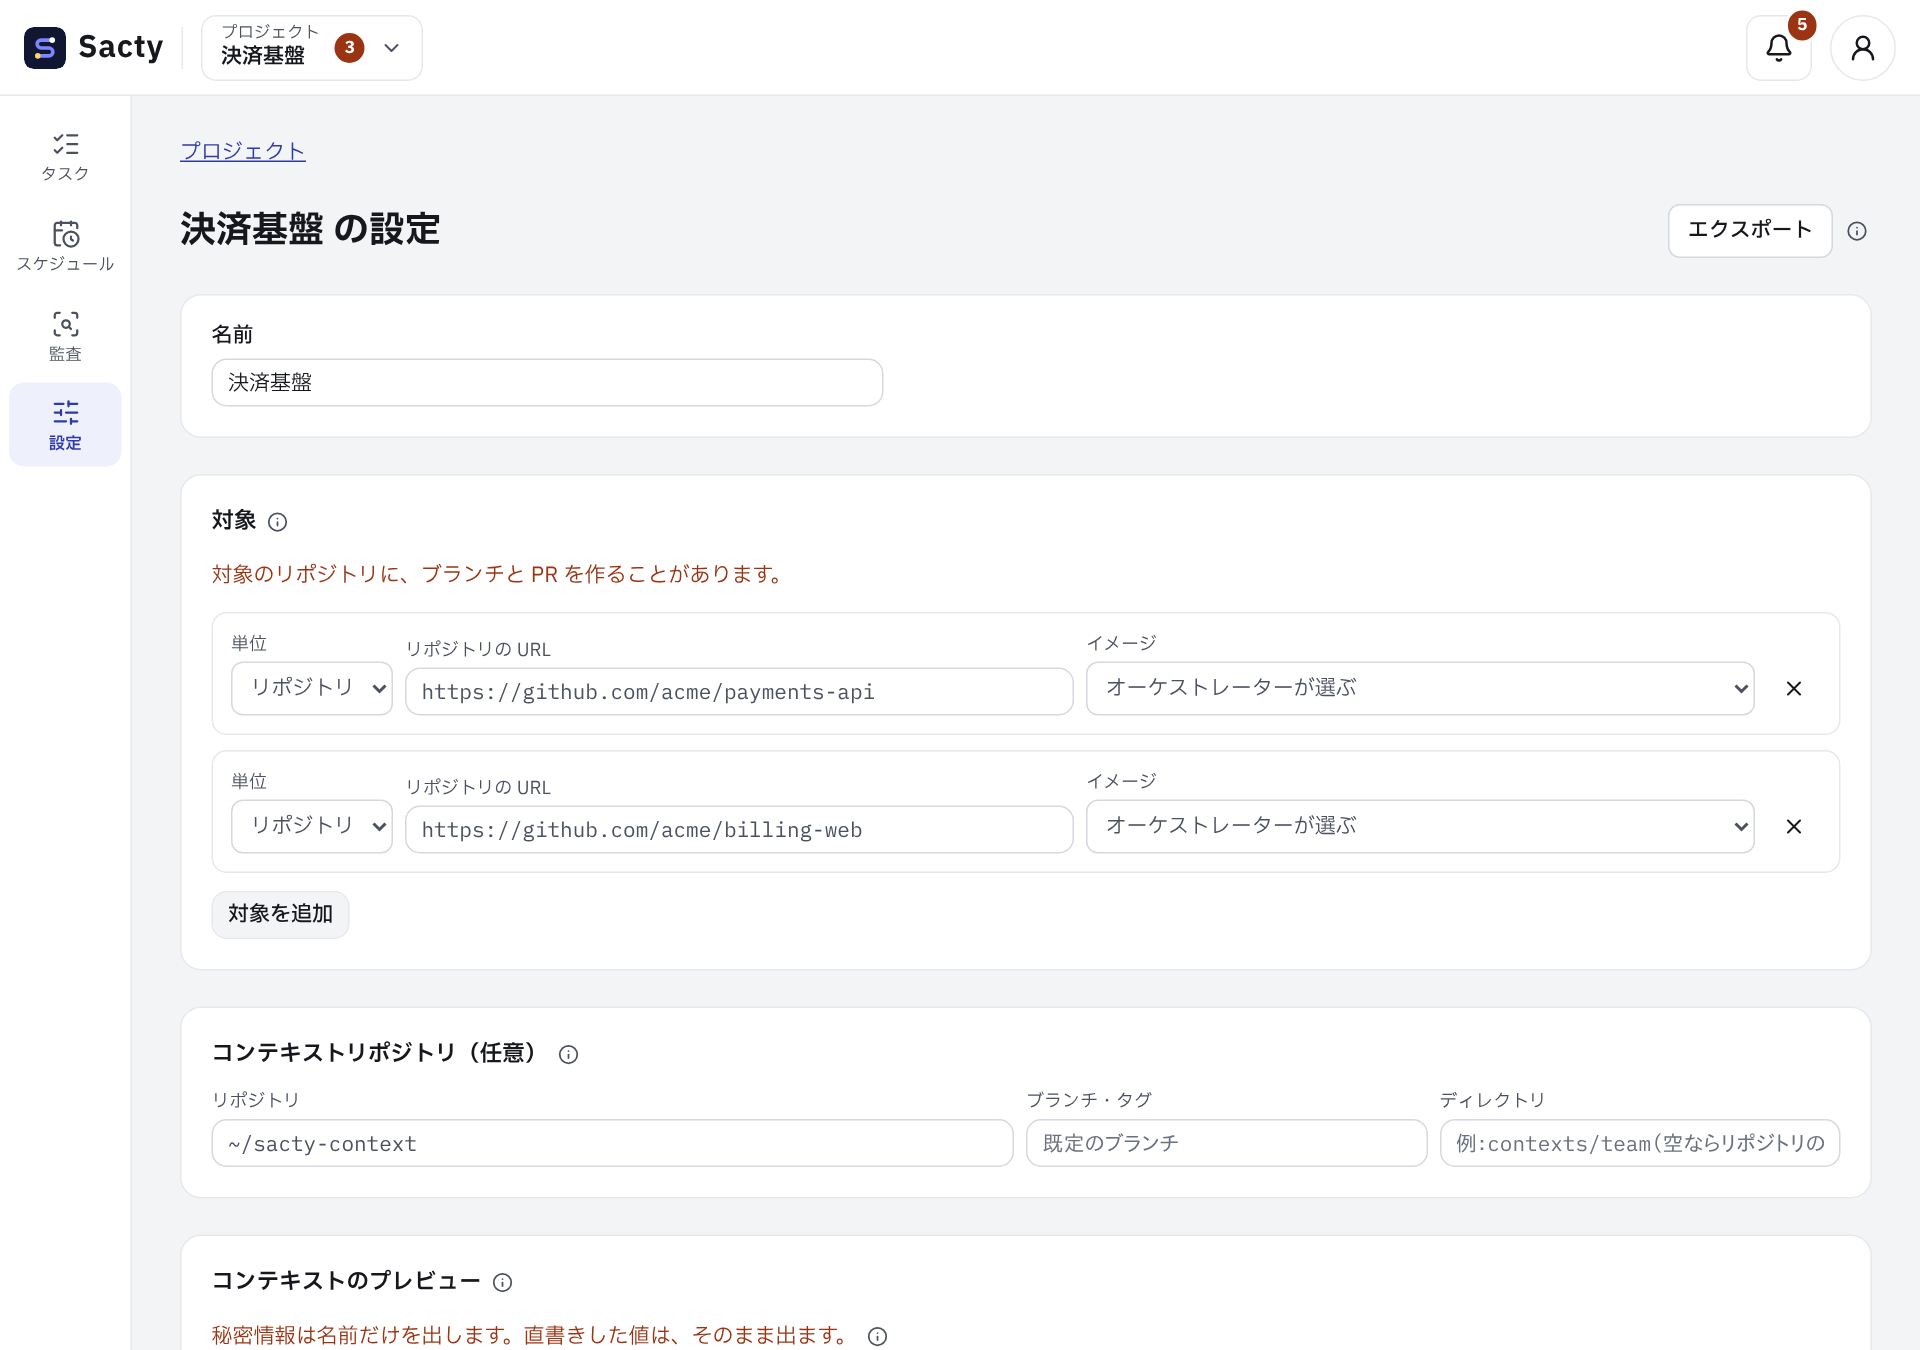 Sacty
プロジェクト
決済基盤
3
5
タスク
スケジュール
監査
設定
プロジェクト
決済基盤 の設定
エクスポート
名前
決済基盤
対象
対象のリポジトリに、ブランチと PR を作ることがあります。
単位
リポジトリの URL
イメージ
リポジトリ
https://github.com/acme/payments-api
オーケストレーターが選ぶ
単位
リポジトリの URL
イメージ
リポジトリ
https://github.com/acme/billing-web
オーケストレーターが選ぶ
対象を追加
コンテキストリポジトリ（任意）
リポジトリ
ブランチ・タグ
ディレクトリ
~/sacty-context
既定のブランチ
例:contexts/team(空ならリポジトリの
コンテキストのプレビュー
秘密情報は名前だけを出します。直書きした値は、そのまま出ます。